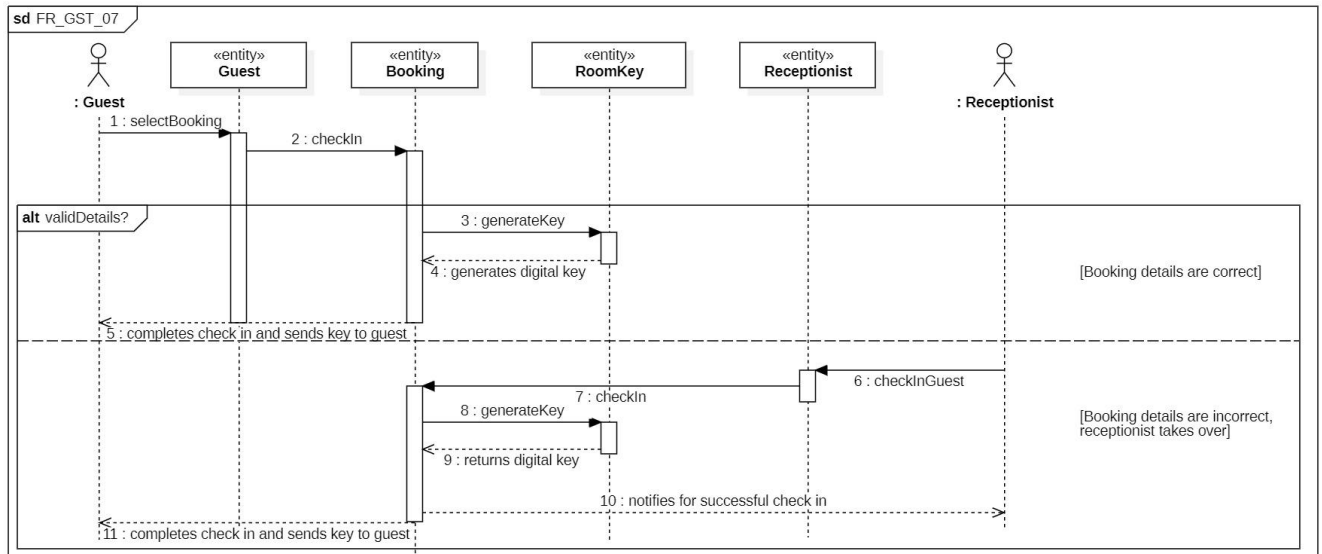 sd FR_GST_07
«entity»
Guest
«entity»
Booking
«entity»
RoomKey
«entity»
Receptionist
: Guest
: Receptionist
1 : selectBooking
2 : checkIn
alt validDetails?
3 : generateKey
4 : generates digital key
[Booking details are correct]
5 : completes check in and sends key to guest
6 : checkInGuest
7 : checkIn
8 : generateKey
[Booking details are incorrect,
receptionist takes over]
9 : returns digital key
10 : notifies for successful check in
11 : completes check in and sends key to guest